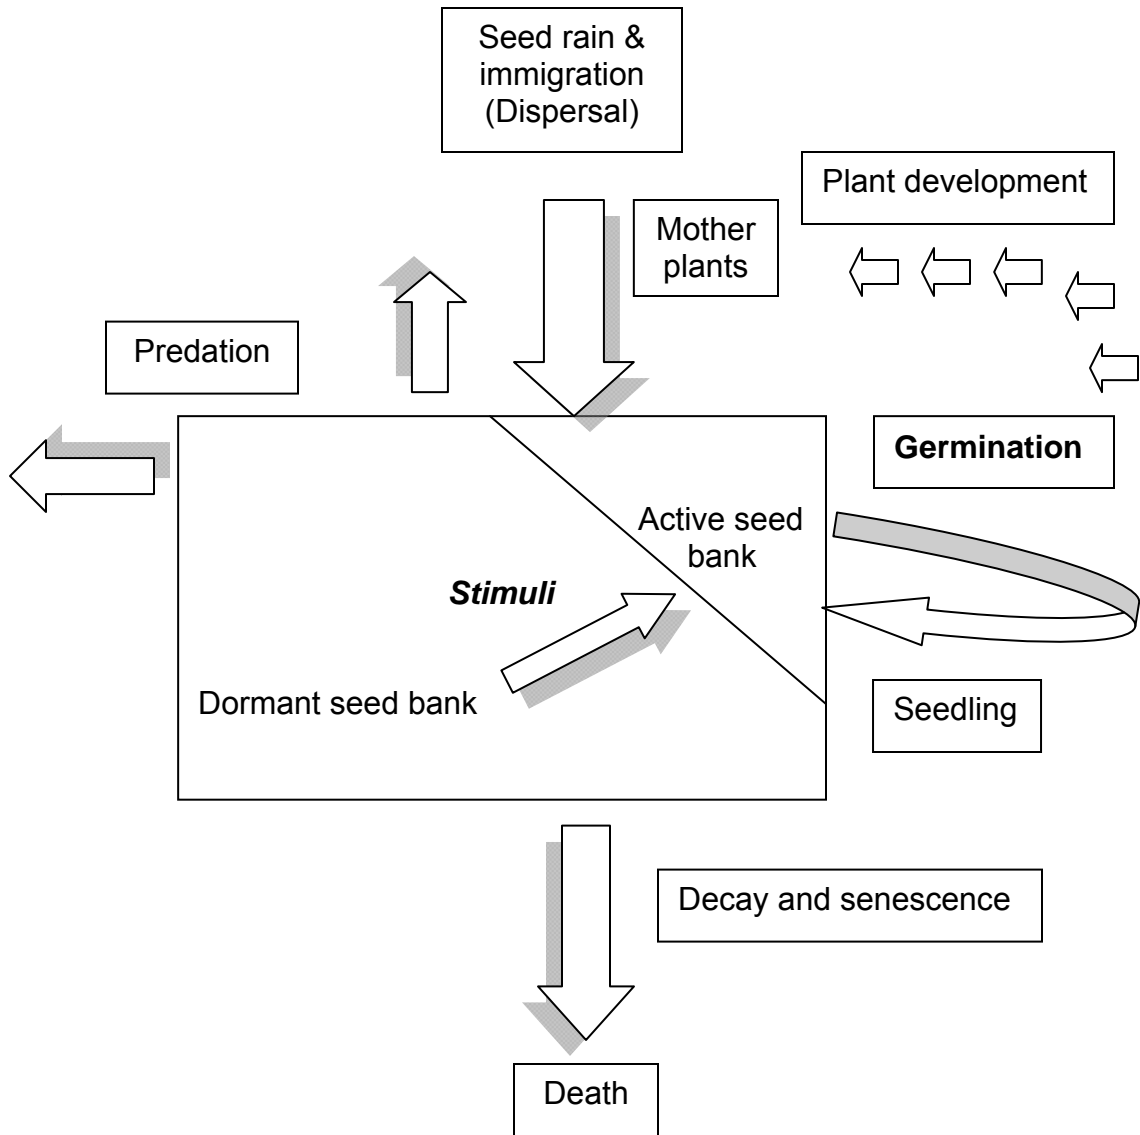 Seed rain &
immigration
(Dispersal)
Plant development
Mother
plants
Predation
Germination
Active seed
bank
Stimuli
Dormant seed bank
Seedling
Decay and senescence
Death